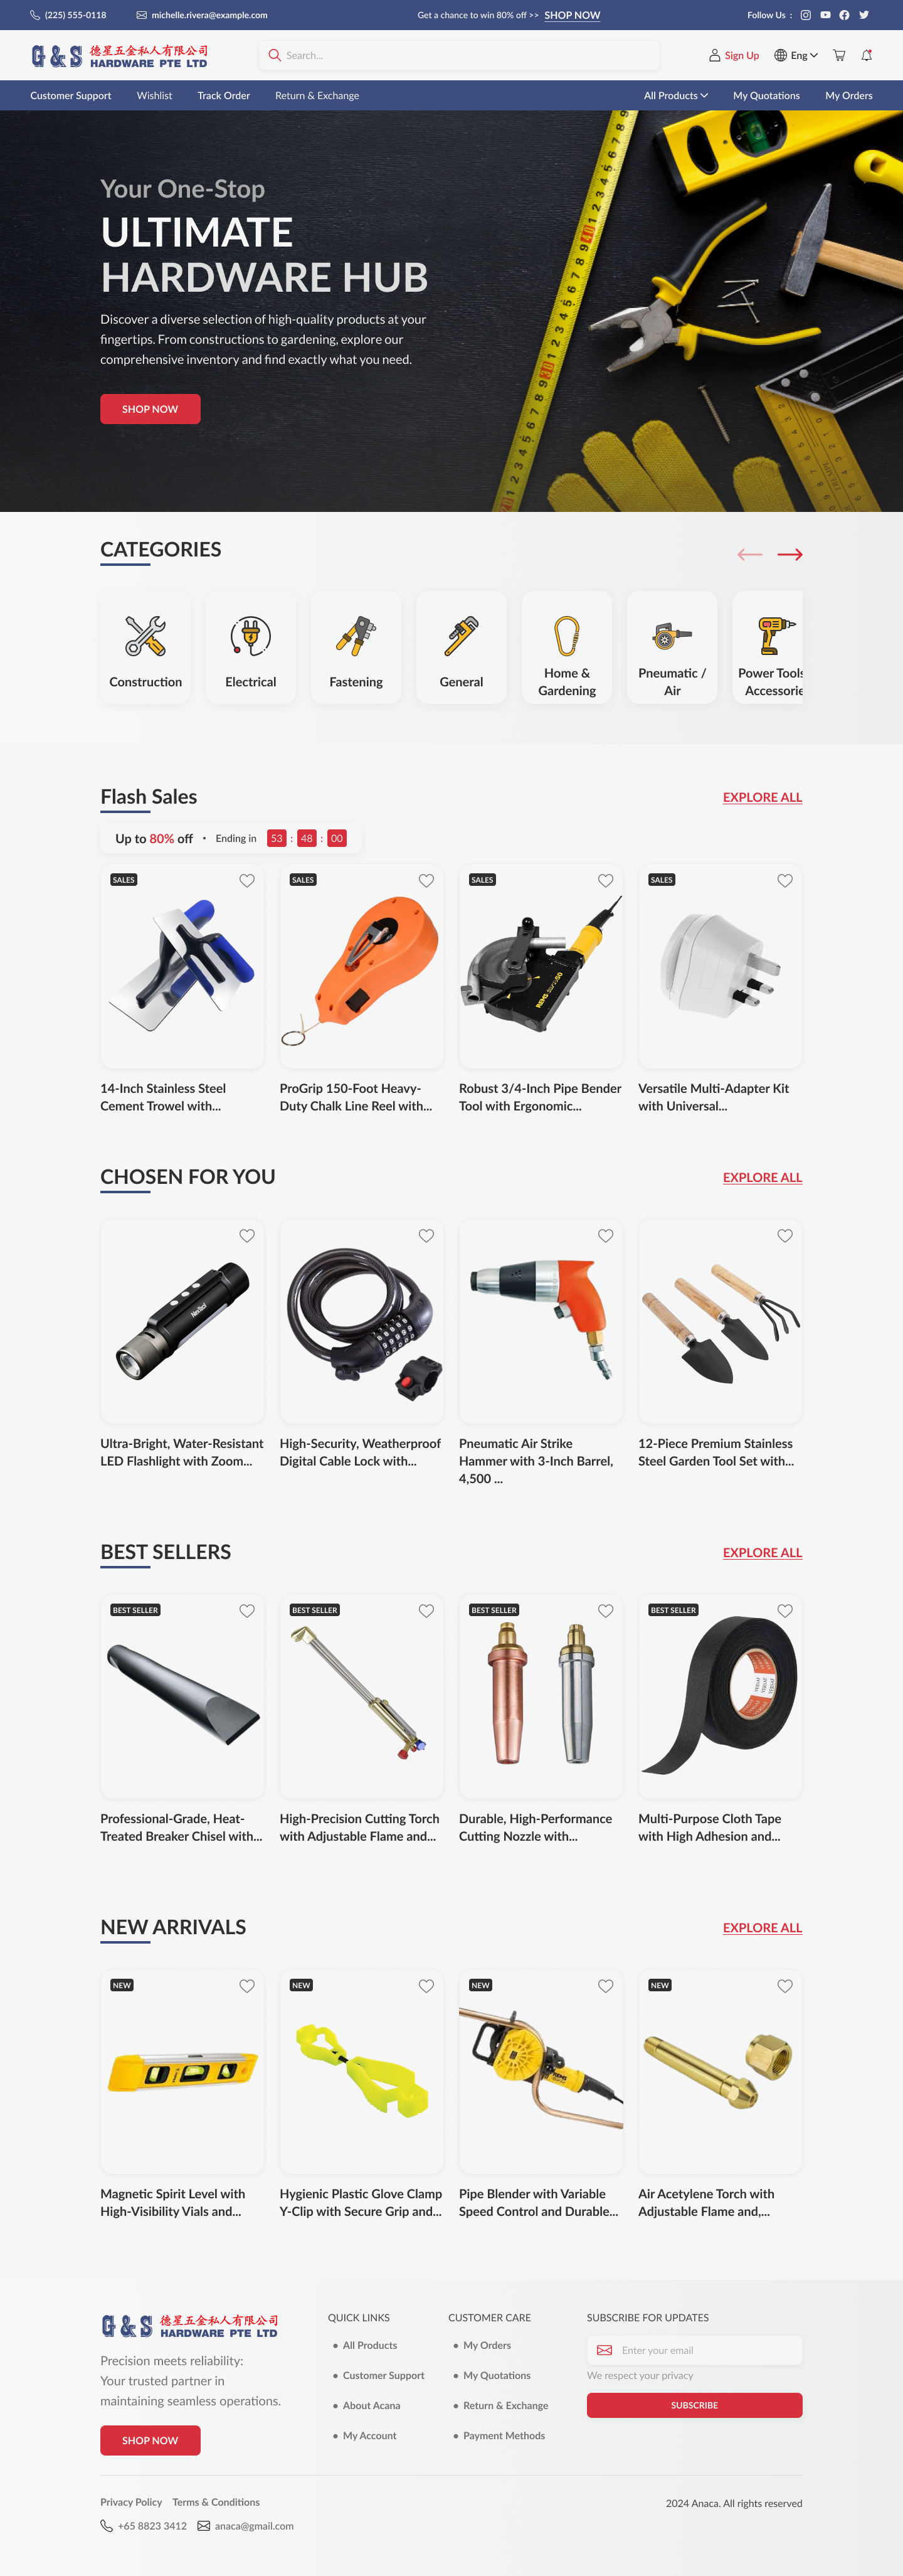 (225) 555-0118
michelle.rivera@example.com
Get a chance to win 80% off >> SHOP NOW
Follow Us :
G&S 德星五金私人有限公司
HARDWARE PTE LTD
Search...
Sign Up
Eng
Customer Support
Wishlist
Track Order
Return & Exchange
All Products
My Quotations
My Orders
Your One-Stop
ULTIMATE
HARDWARE HUB
Discover a diverse selection of high-quality products at your
fingertips. From constructions to gardening, explore our
comprehensive inventory and find exactly what you need.
SHOP NOW
CATEGORIES
Construction
Electrical
Fastening
General
Home &
Gardening
Pneumatic /
Air
Power Tools
Accessorie
Flash Sales
EXPLORE ALL
Up to 80% off • Ending in 53 : 48 : 00
SALES
SALES
SALES
SALES
14-Inch Stainless Steel
Cement Trowel with...
ProGrip 150-Foot Heavy-
Duty Chalk Line Reel with...
Robust 3/4-Inch Pipe Bender
Tool with Ergonomic...
Versatile Multi-Adapter Kit
with Universal...
CHOSEN FOR YOU
EXPLORE ALL
Ultra-Bright, Water-Resistant
LED Flashlight with Zoom...
High-Security, Weatherproof
Digital Cable Lock with...
Pneumatic Air Strike
Hammer with 3-Inch Barrel,
4,500 ...
12-Piece Premium Stainless
Steel Garden Tool Set with...
BEST SELLERS
EXPLORE ALL
BEST SELLER
BEST SELLER
BEST SELLER
BEST SELLER
Professional-Grade, Heat-
Treated Breaker Chisel with...
High-Precision Cutting Torch
with Adjustable Flame and...
Durable, High-Performance
Cutting Nozzle with...
Multi-Purpose Cloth Tape
with High Adhesion and...
NEW ARRIVALS
EXPLORE ALL
NEW
NEW
NEW
NEW
Magnetic Spirit Level with
High-Visibility Vials and...
Hygienic Plastic Glove Clamp
Y-Clip with Secure Grip and...
Pipe Blender with Variable
Speed Control and Durable...
Air Acetylene Torch with
Adjustable Flame and,...
G&S 德星五金私人有限公司
HARDWARE PTE LTD
Precision meets reliability:
Your trusted partner in
maintaining seamless operations.
SHOP NOW
QUICK LINKS
• All Products
• Customer Support
• About Acana
• My Account
CUSTOMER CARE
• My Orders
• My Quotations
• Return & Exchange
• Payment Methods
SUBSCRIBE FOR UPDATES
Enter your email
We respect your privacy
SUBSCRIBE
Privacy Policy
Terms & Conditions
2024 Anaca. All rights reserved
+65 8823 3412
anaca@gmail.com